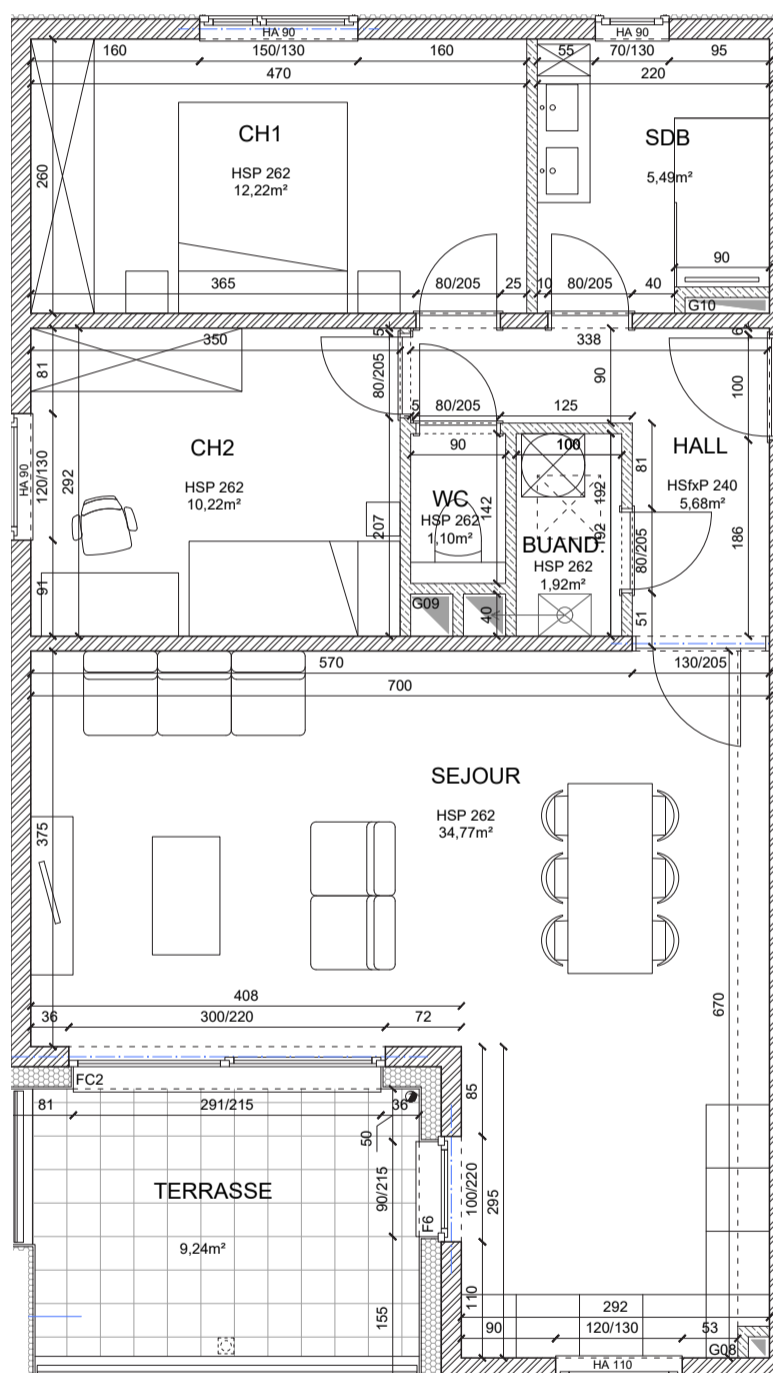 HA 90
HA 90
160
150/130
160
55
70/130
95
470
220
CH1
HSP 262
12,22m²
SDB
5,49m²
260
90
365
80/205
25
10
80/205
40
G10
350
5
338
6
81
80/205
90
100
5
80/205
125
90
100
HA 90
120/130
292
CH2
HSP 262
10,22m²
207
WC
HSP 262
1,10m²
142
192
192
BUAND.
HSP 262
1,92m²
81
HALL
HSfxP 240
5,68m²
80/205
186
91
G09
40
51
570
130/205
700
SEJOUR
HSP 262
34,77m²
375
670
408
36
300/220
72
FC2
81
291/215
36
50
85
90/215
F6
100/220
295
TERRASSE
9,24m²
155
110
292
90
120/130
53
G08
HA 110